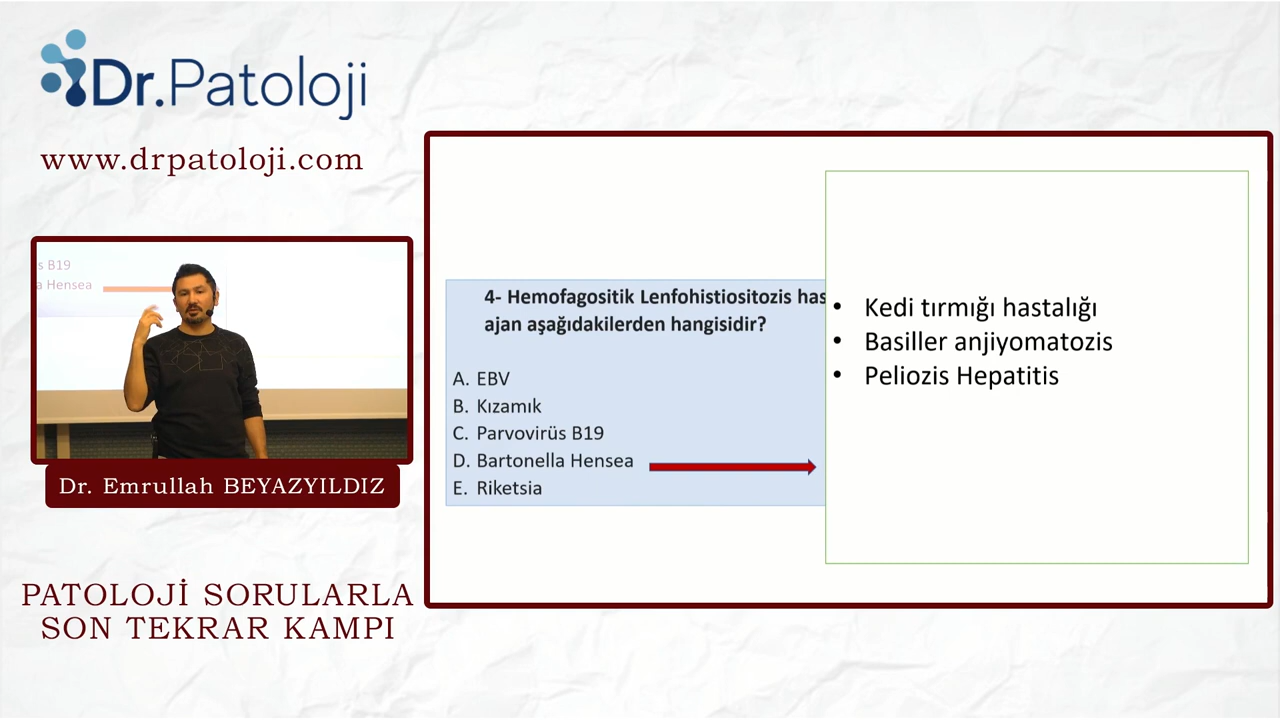 Dr.Patoloji
www.drpatoloji.com
s B19
a Hensea
Dr. Emrullah BEYAZYILDIZ
PATOLOJİ SORULARLA
SON TEKRAR KAMPI
4- Hemofagositik Lenfohistiositozis has
ajan aşağıdakilerden hangisidir?
A. EBV
B. Kızamık
C. Parvovirüs B19
D. Bartonella Hensea
E. Riketsia
• Kedi tırmığı hastalığı
• Basiller anjiyomatozis
• Peliozis Hepatitis